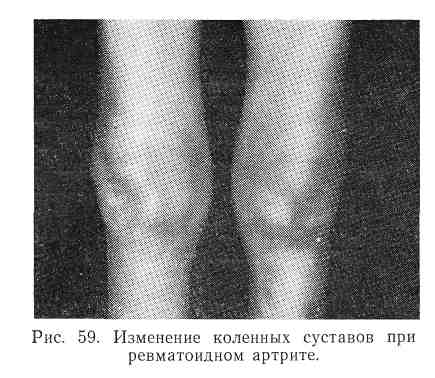 Рис. 59. Изменение коленных суставов при
ревматоидном артрите.